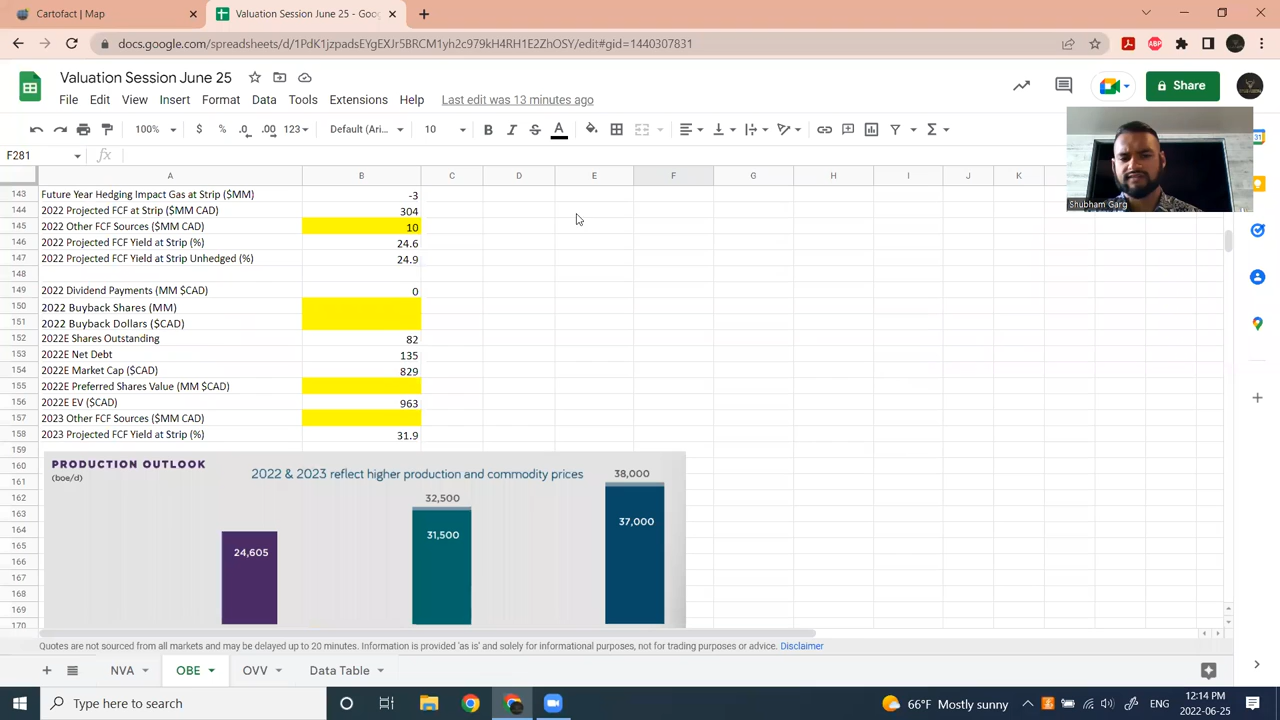 Cartofact | Map
Valuation Session June 25 - Goo
docs.google.com/spreadsheets/d/1PdK1jzpadsEYgEXJr5BRCM1yLzc979kH4RH1E2ZhOSY/edit#gid=1440307831
Valuation Session June 25
Share
File Edit View Insert Format Data Tools Extensions Help Last edit was 13 minutes ago
100% $ % .0 .00 123 Default (Ari... 10 B I S A
F281 fx
A B C D E F G H I J K
143 Future Year Hedging Impact Gas at Strip ($MM) -3
144 2022 Projected FCF at Strip ($MM CAD) 304
145 2022 Other FCF Sources ($MM CAD) 10
146 2022 Projected FCF Yield at Strip (%) 24.6
147 2022 Projected FCF Yield at Strip Unhedged (%) 24.9
148
149 2022 Dividend Payments (MM $CAD) 0
150 2022 Buyback Shares (MM)
151 2022 Buyback Dollars ($CAD)
152 2022E Shares Outstanding 82
153 2022E Net Debt 135
154 2022E Market Cap ($CAD) 829
155 2022E Preferred Shares Value (MM $CAD)
156 2022E EV ($CAD) 963
157 2023 Other FCF Sources ($MM CAD)
158 2023 Projected FCF Yield at Strip (%) 31.9
159
160
161
162
163
164
165
166
167
168
169
170
PRODUCTION OUTLOOK
(boe/d)
2022 & 2023 reflect higher production and commodity prices
38,000
32,500
37,000
31,500
24,605
Shubham Garg
Quotes are not sourced from all markets and may be delayed up to 20 minutes. Information is provided 'as is' and solely for informational purposes, not for trading purposes or advice. Disclaimer
NVA OBE OVV Data Table
Type here to search
66°F Mostly sunny
ENG
12:14 PM
2022-06-25